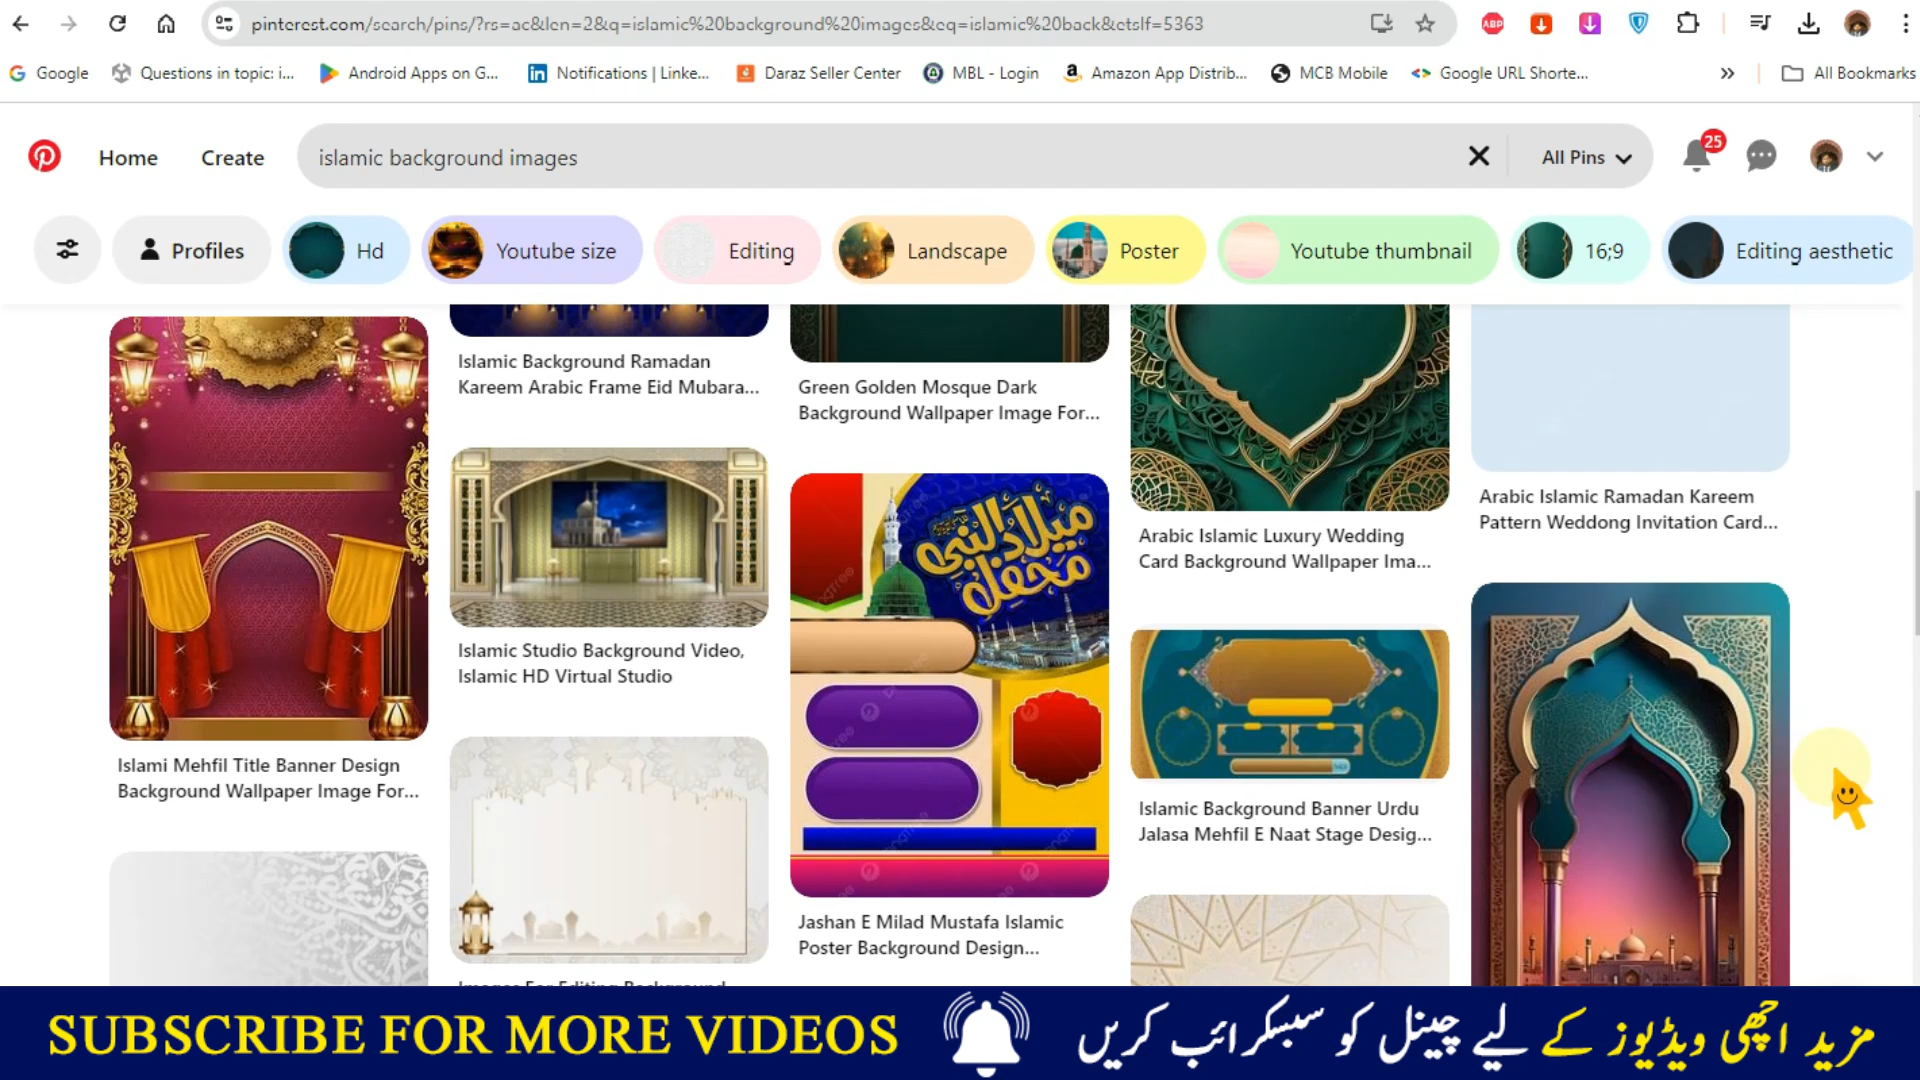 pinterest.com/search/pins/?rs=ac&len=2&q=islamic%20background%20images&eq=islamic%20back&etslf=5363
ABP
Google
Questions in topic: i...
Android Apps on G...
Notifications | Linke...
Daraz Seller Center
MBL - Login
Amazon App Distrib...
MCB Mobile
Google URL Shorte...
All Bookmarks
Home
Create
islamic background images
All Pins
25
Profiles
Hd
Youtube size
Editing
Landscape
Poster
Youtube thumbnail
16;9
Editing aesthetic
Islamic Background Ramadan
Kareem Arabic Frame Eid Mubara...
Green Golden Mosque Dark
Background Wallpaper Image For...
Arabic Islamic Ramadan Kareem
Pattern Weddong Invitation Card...
Arabic Islamic Luxury Wedding
Card Background Wallpaper Ima...
میلاد النبی
محفل
Islamic Studio Background Video,
Islamic HD Virtual Studio
Islami Mehfil Title Banner Design
Background Wallpaper Image For...
Islamic Background Banner Urdu
Jalasa Mehfil E Naat Stage Desig...
Jashan E Milad Mustafa Islamic
Poster Background Design...
Images For Editing Background
SUBSCRIBE FOR MORE VIDEOS
مزید اچھی ویڈیوز کے لیے چینل کو سبسکرائب کریں